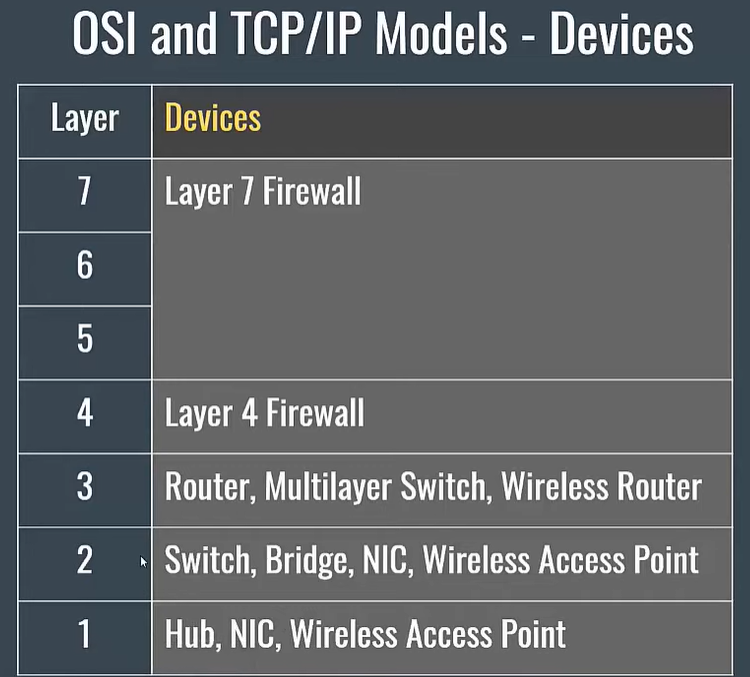 OSI and TCP/IP Models - Devices
Layer Devices
7 Layer 7 Firewall
6
5
4 Layer 4 Firewall
3 Router, Multilayer Switch, Wireless Router
2 Switch, Bridge, NIC, Wireless Access Point
1 Hub, NIC, Wireless Access Point